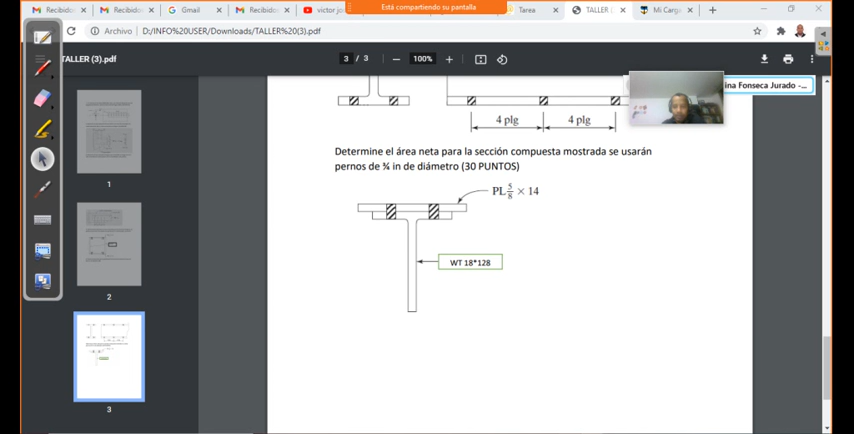 Está compartiendo su pantalla
Recibidos
Recibidos
Gmail
Recibidos
victor jo
Tarea
TALLER (
Mi Carga
Archivo D:/INFO%20USER/Downloads/TALLER%20(3).pdf
TALLER (3).pdf
3 / 3
100%
ina Fonseca Jurado -...
4 plg
4 plg
Determine el área neta para la sección compuesta mostrada se usarán
pernos de ¾ in de diámetro (30 PUNTOS)
PL 5/8 × 14
WT 18*128
1
2
3